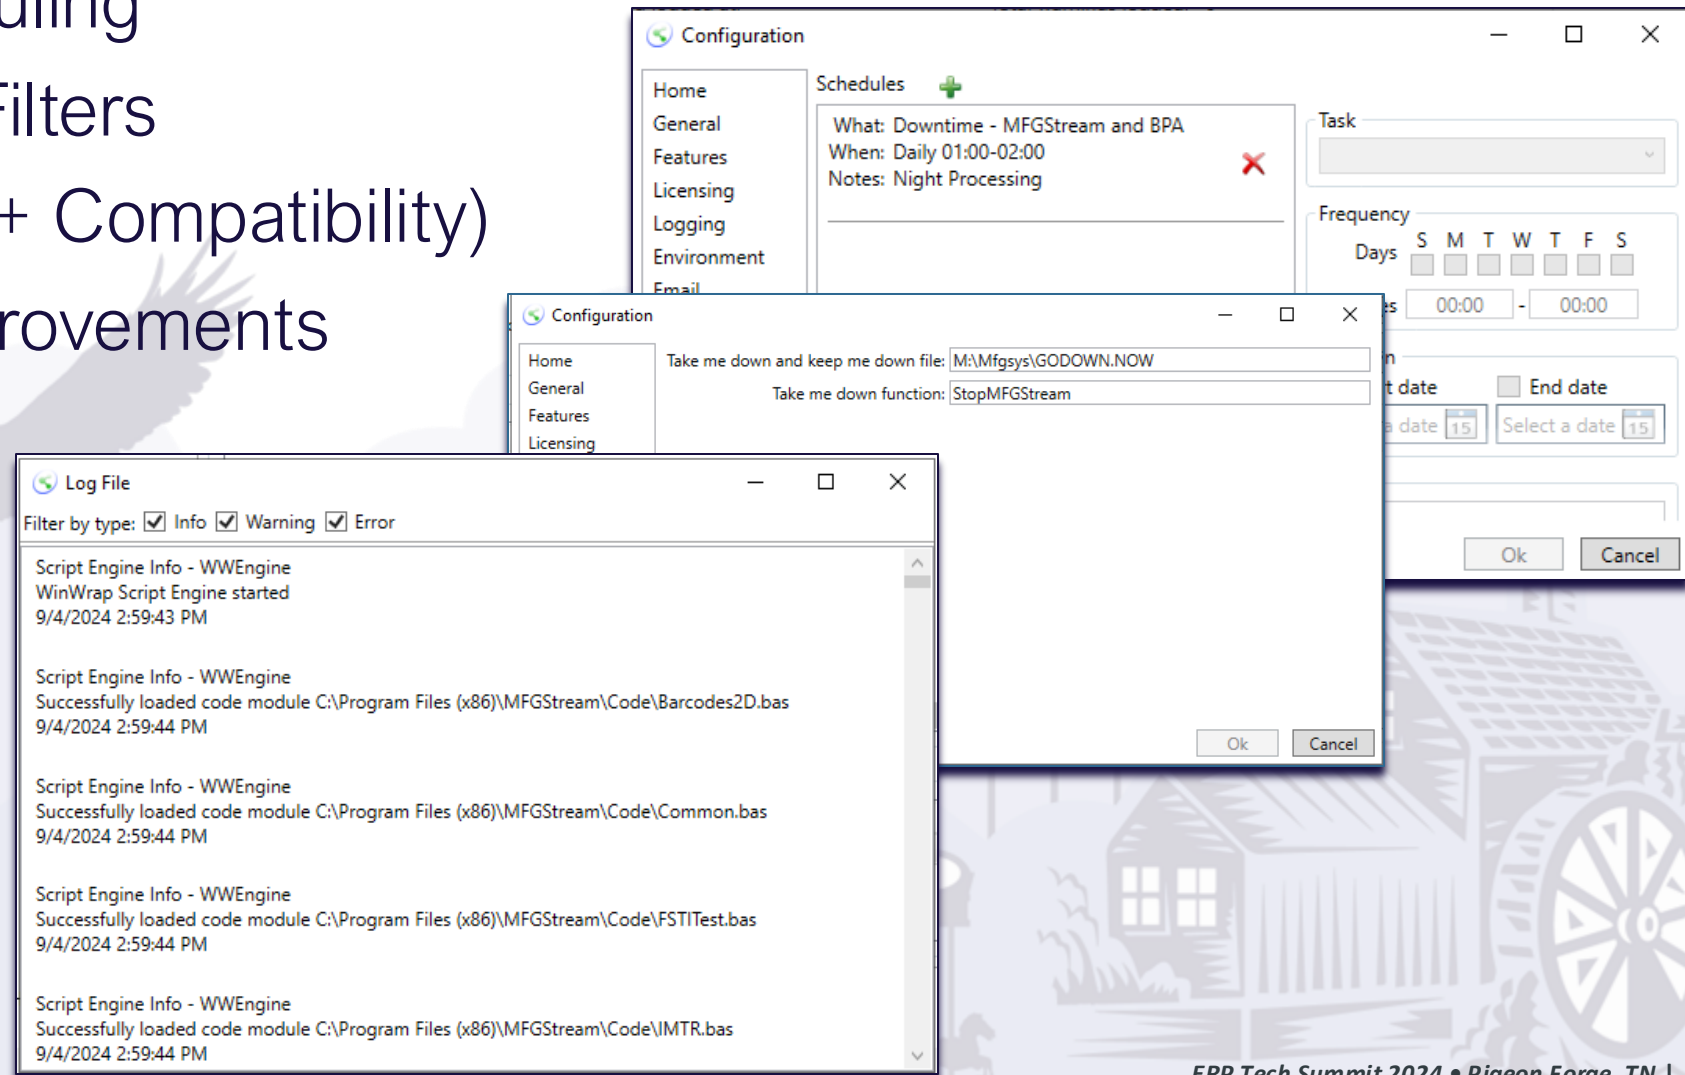 Filters
+ Compatibility)
Configuration
Home
General
Features
Licensing
Logging
Environment
Email
Schedules
What: Downtime - MFGStream and BPA
When: Daily 01:00-02:00
Notes: Night Processing
Task
Frequency
Days S M T W T F S
00:00 - 00:00
End date
a date 15 Select a date 15
Ok Cancel
Configuration
Home
General
Features
Licensing
Take me down and keep me down file: M:\Mfgsys\GODOWN.NOW
Take me down function: StopMFGStream
Ok Cancel
Log File
Filter by type: Info Warning Error
Script Engine Info - WWEngine
WinWrap Script Engine started
9/4/2024 2:59:43 PM
Script Engine Info - WWEngine
Successfully loaded code module C:\Program Files (x86)\MFGStream\Code\Barcodes2D.bas
9/4/2024 2:59:44 PM
Script Engine Info - WWEngine
Successfully loaded code module C:\Program Files (x86)\MFGStream\Code\Common.bas
9/4/2024 2:59:44 PM
Script Engine Info - WWEngine
Successfully loaded code module C:\Program Files (x86)\MFGStream\Code\FSTITest.bas
9/4/2024 2:59:44 PM
Script Engine Info - WWEngine
Successfully loaded code module C:\Program Files (x86)\MFGStream\Code\IMTR.bas
9/4/2024 2:59:44 PM
ERP Tech Summit 2024 • Pigeon Forge, TN |